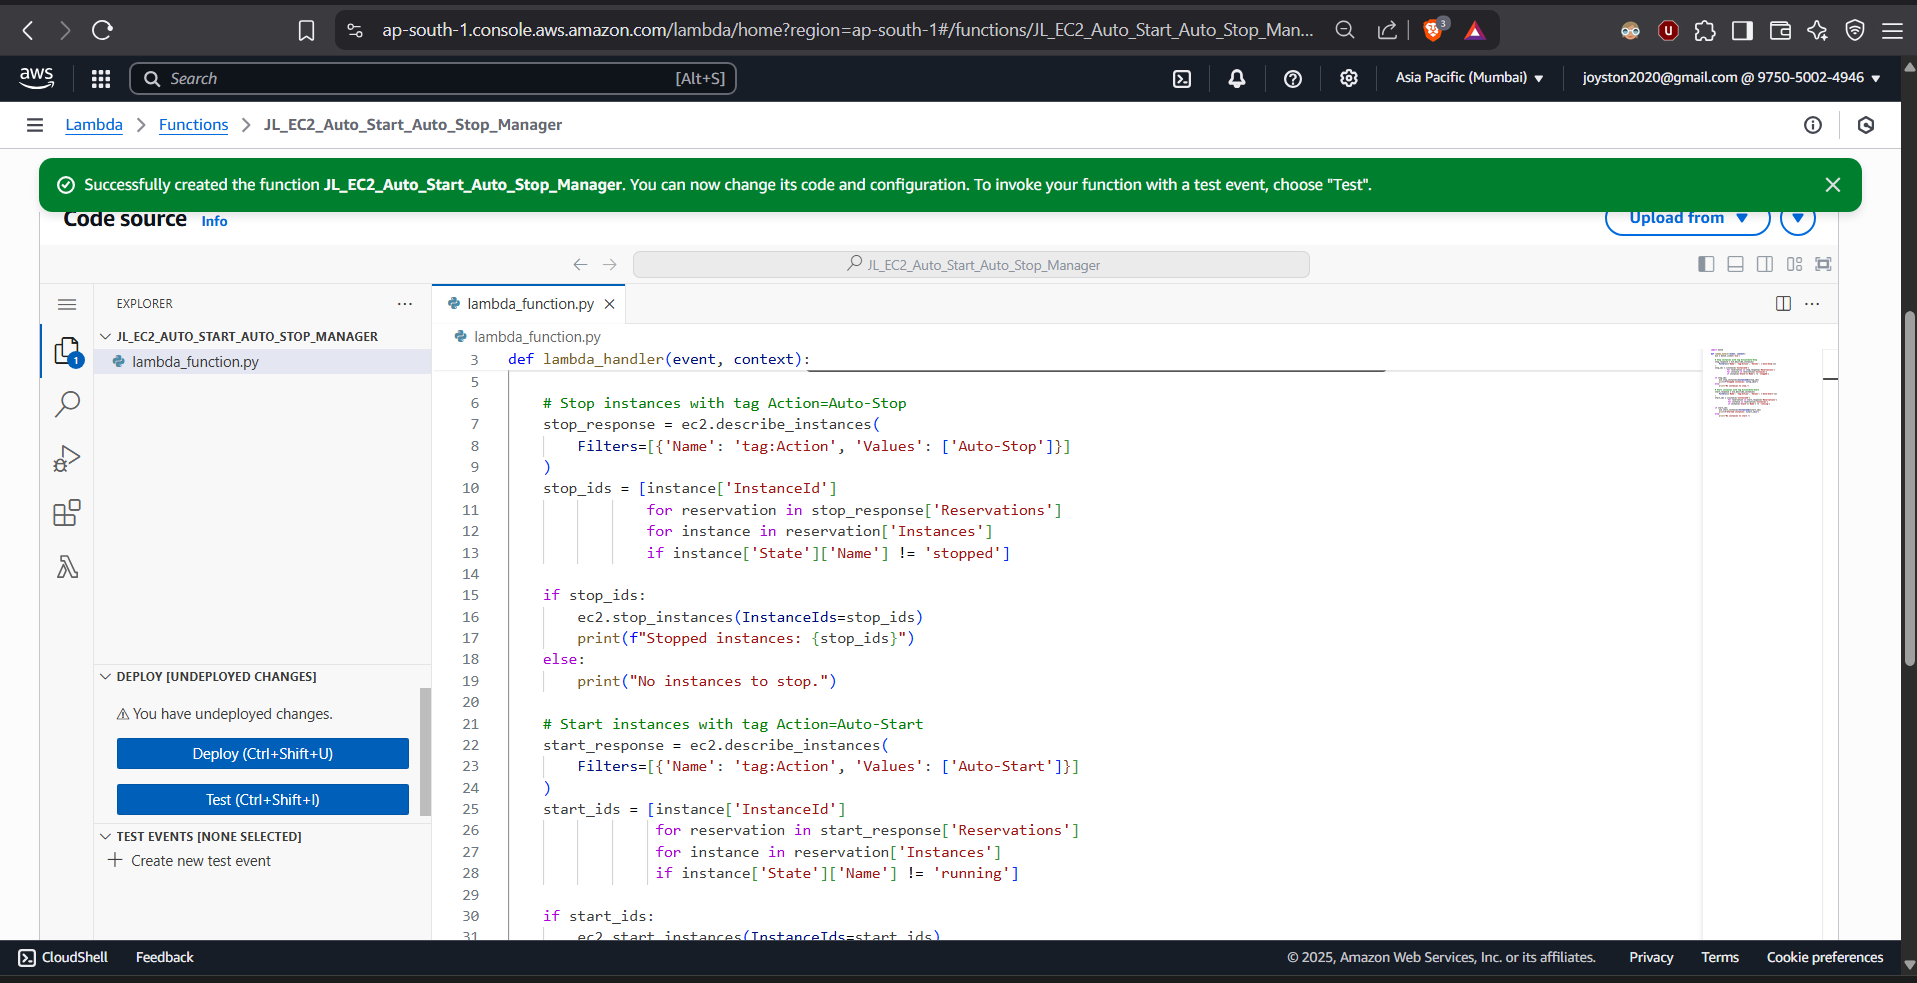 ap-south-1.console.aws.amazon.com/lambda/home?region=ap-south-1#/functions/JL_EC2_Auto_Start_Auto_Stop_Man...
3
U
aws
Search
[Alt+S]
Asia Pacific (Mumbai)
joyston2020@gmail.com @ 9750-5002-4946
Lambda
Functions
JL_EC2_Auto_Start_Auto_Stop_Manager
Successfully created the function JL_EC2_Auto_Start_Auto_Stop_Manager. You can now change its code and configuration. To invoke your function with a test event, choose "Test".
Code source Info
Upload from
JL_EC2_Auto_Start_Auto_Stop_Manager
EXPLORER
lambda_function.py
JL_EC2_AUTO_START_AUTO_STOP_MANAGER
lambda_function.py
1
lambda_function.py
3 def lambda_handler(event, context):
5
6 # Stop instances with tag Action=Auto-Stop
7 stop_response = ec2.describe_instances(
8 Filters=[{'Name': 'tag:Action', 'Values': ['Auto-Stop']}]
9 )
10 stop_ids = [instance['InstanceId']
11 for reservation in stop_response['Reservations']
12 for instance in reservation['Instances']
13 if instance['State']['Name'] != 'stopped']
14
15 if stop_ids:
16 ec2.stop_instances(InstanceIds=stop_ids)
17 print(f"Stopped instances: {stop_ids}")
18 else:
19 print("No instances to stop.")
20
21 # Start instances with tag Action=Auto-Start
22 start_response = ec2.describe_instances(
23 Filters=[{'Name': 'tag:Action', 'Values': ['Auto-Start']}]
24 )
25 start_ids = [instance['InstanceId']
26 for reservation in start_response['Reservations']
27 for instance in reservation['Instances']
28 if instance['State']['Name'] != 'running']
29
30 if start_ids:
31 ec2.start_instances(InstanceIds=start_ids)
DEPLOY [UNDEPLOYED CHANGES]
You have undeployed changes.
Deploy (Ctrl+Shift+U)
Test (Ctrl+Shift+I)
TEST EVENTS [NONE SELECTED]
Create new test event
CloudShell
Feedback
© 2025, Amazon Web Services, Inc. or its affiliates.
Privacy
Terms
Cookie preferences